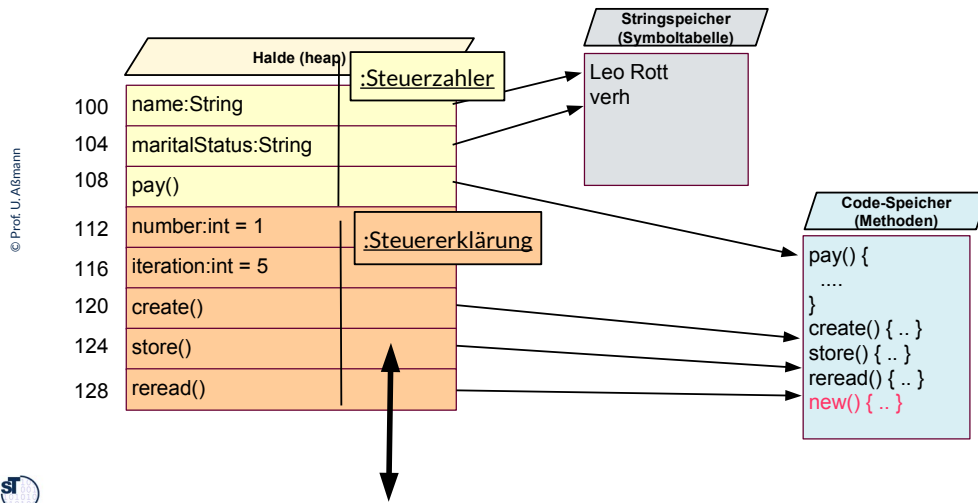 Stringspeicher
(Symboltabelle)
Halde (heap)
:Steuerzahler
Leo Rott
verh
100 name:String
104 maritalStatus:String
108 pay()
112 number:int = 1
:Steuererklärung
116 iteration:int = 5
120 create()
124 store()
128 reread()
Code-Speicher
(Methoden)
pay() {
....
}
create() { .. }
store() { .. }
reread() { .. }
new() { .. }
© Prof. U. Aßmann
ST